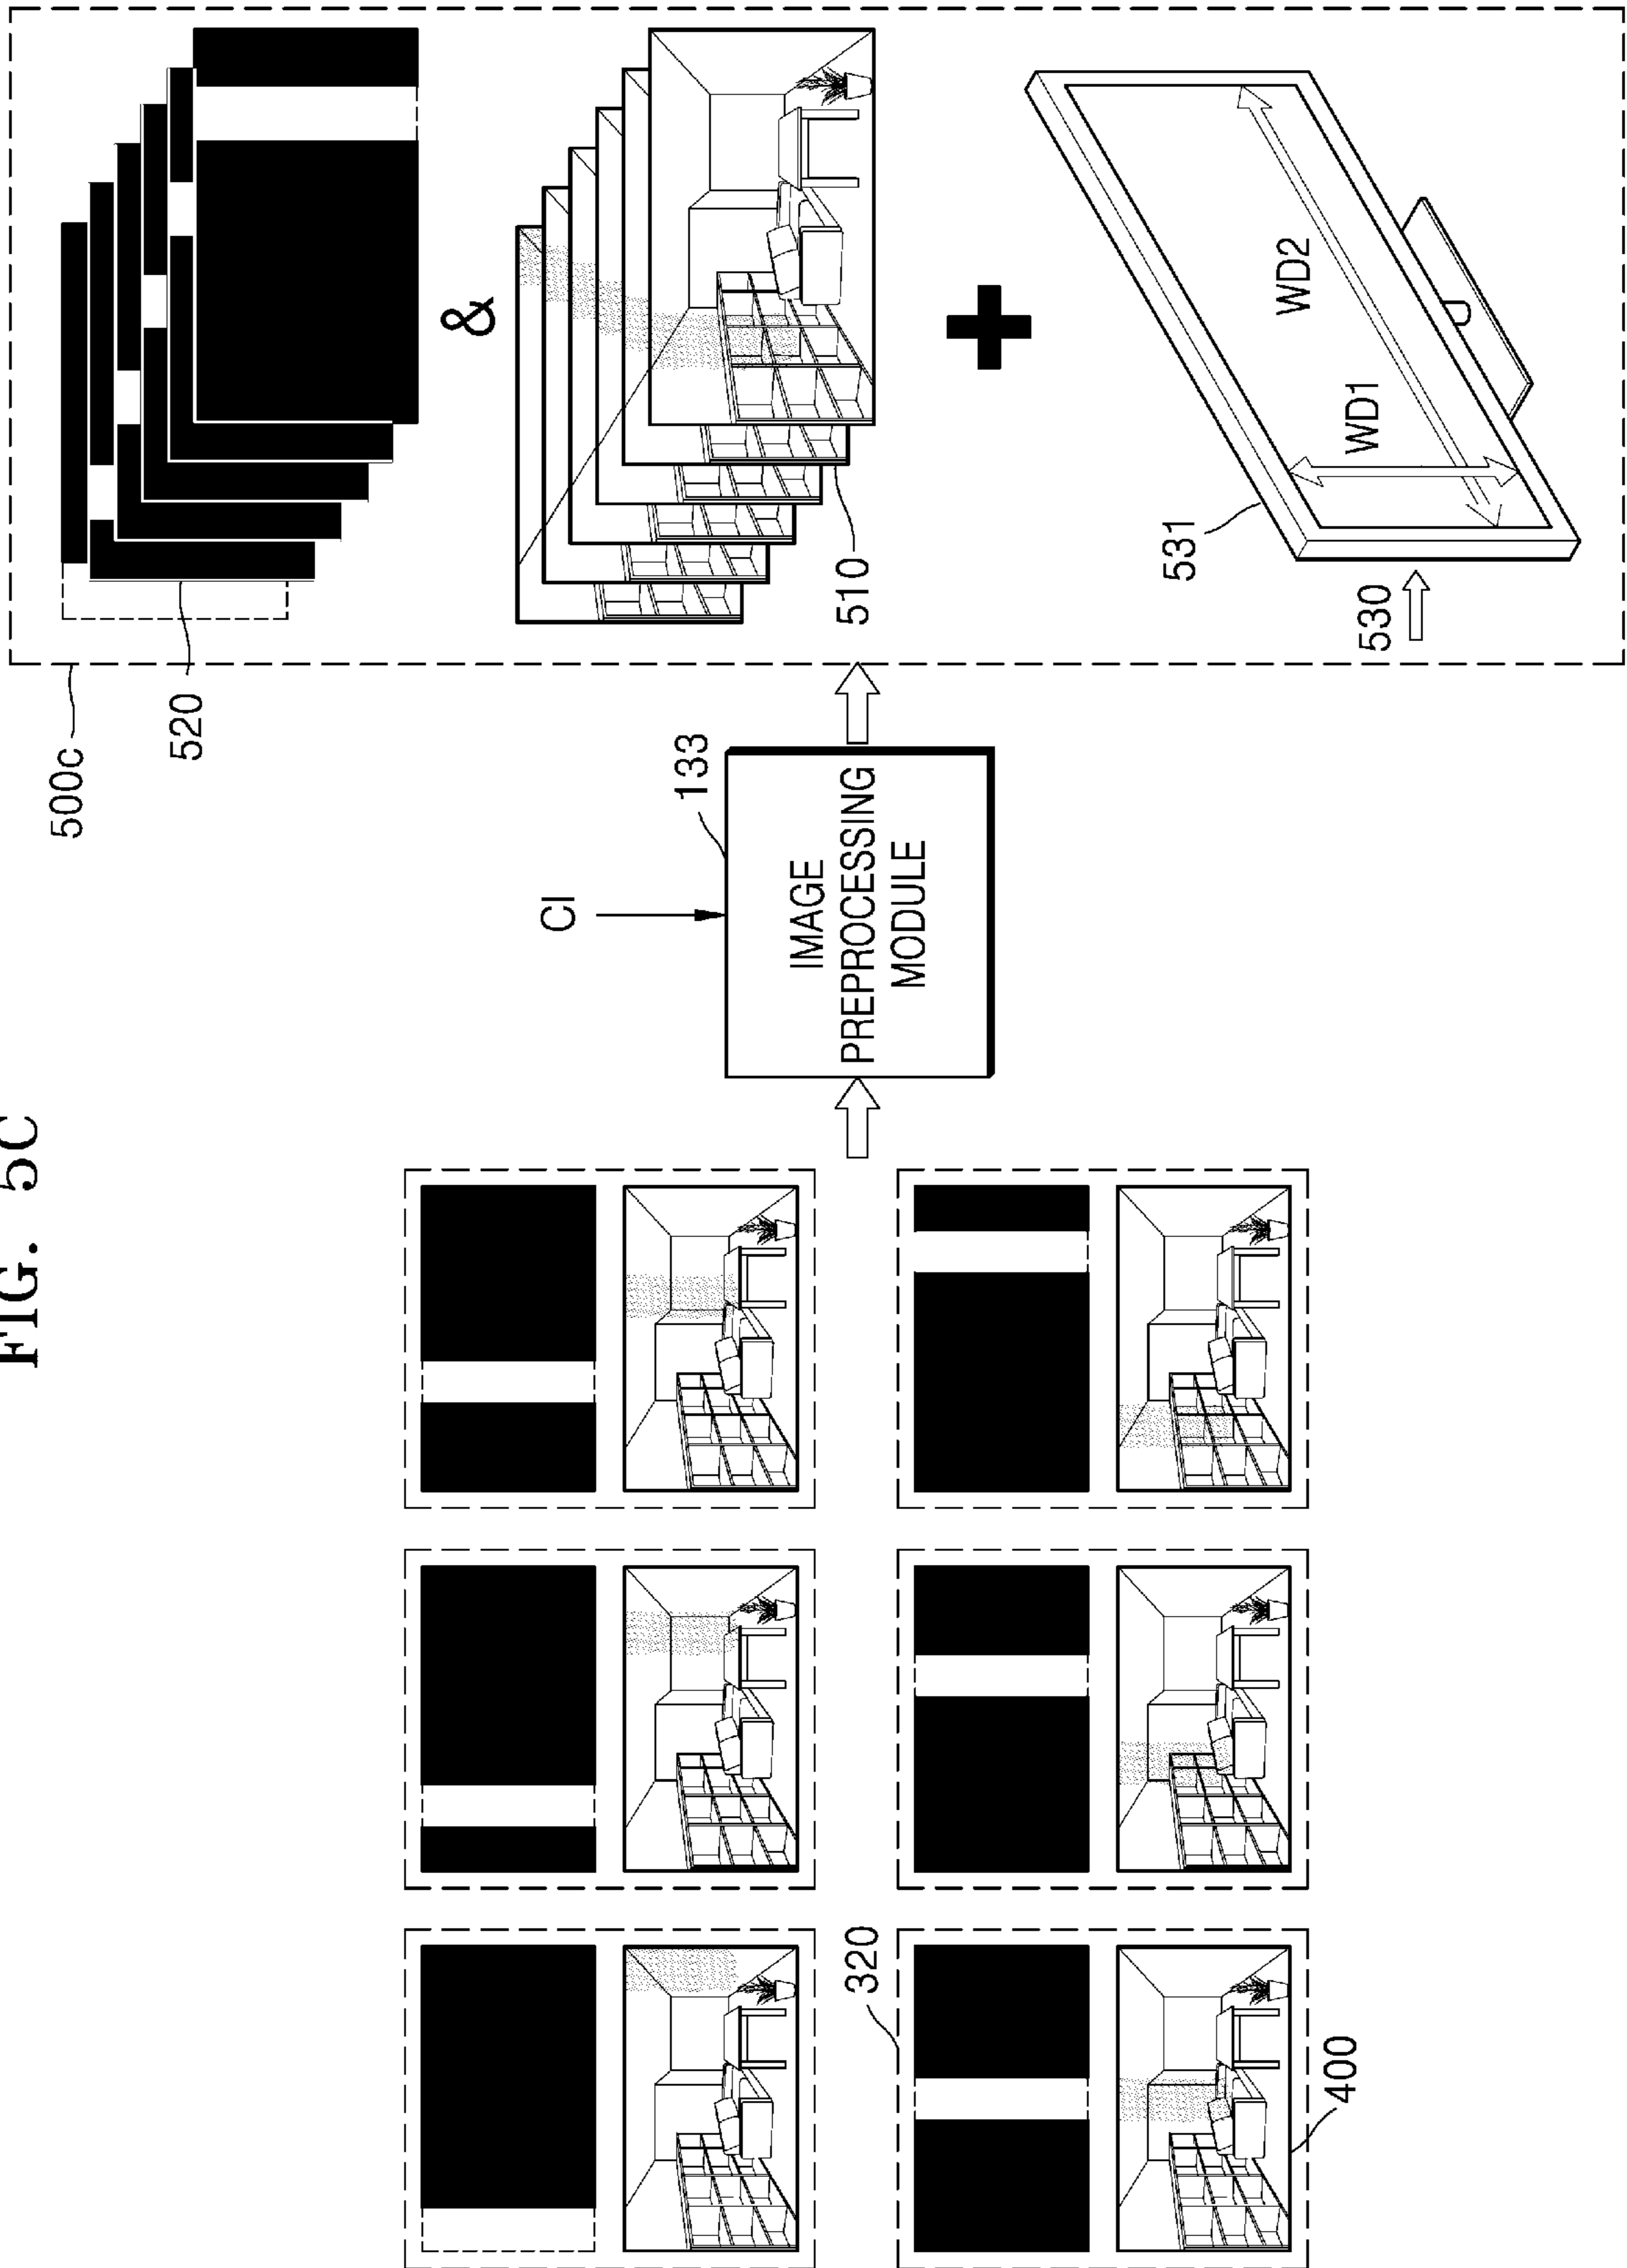 FIG. 5C
320
400
CI
133
IMAGE
PREPROCESSING
MODULE
500c
520
&
510
530
531
WD1
WD2